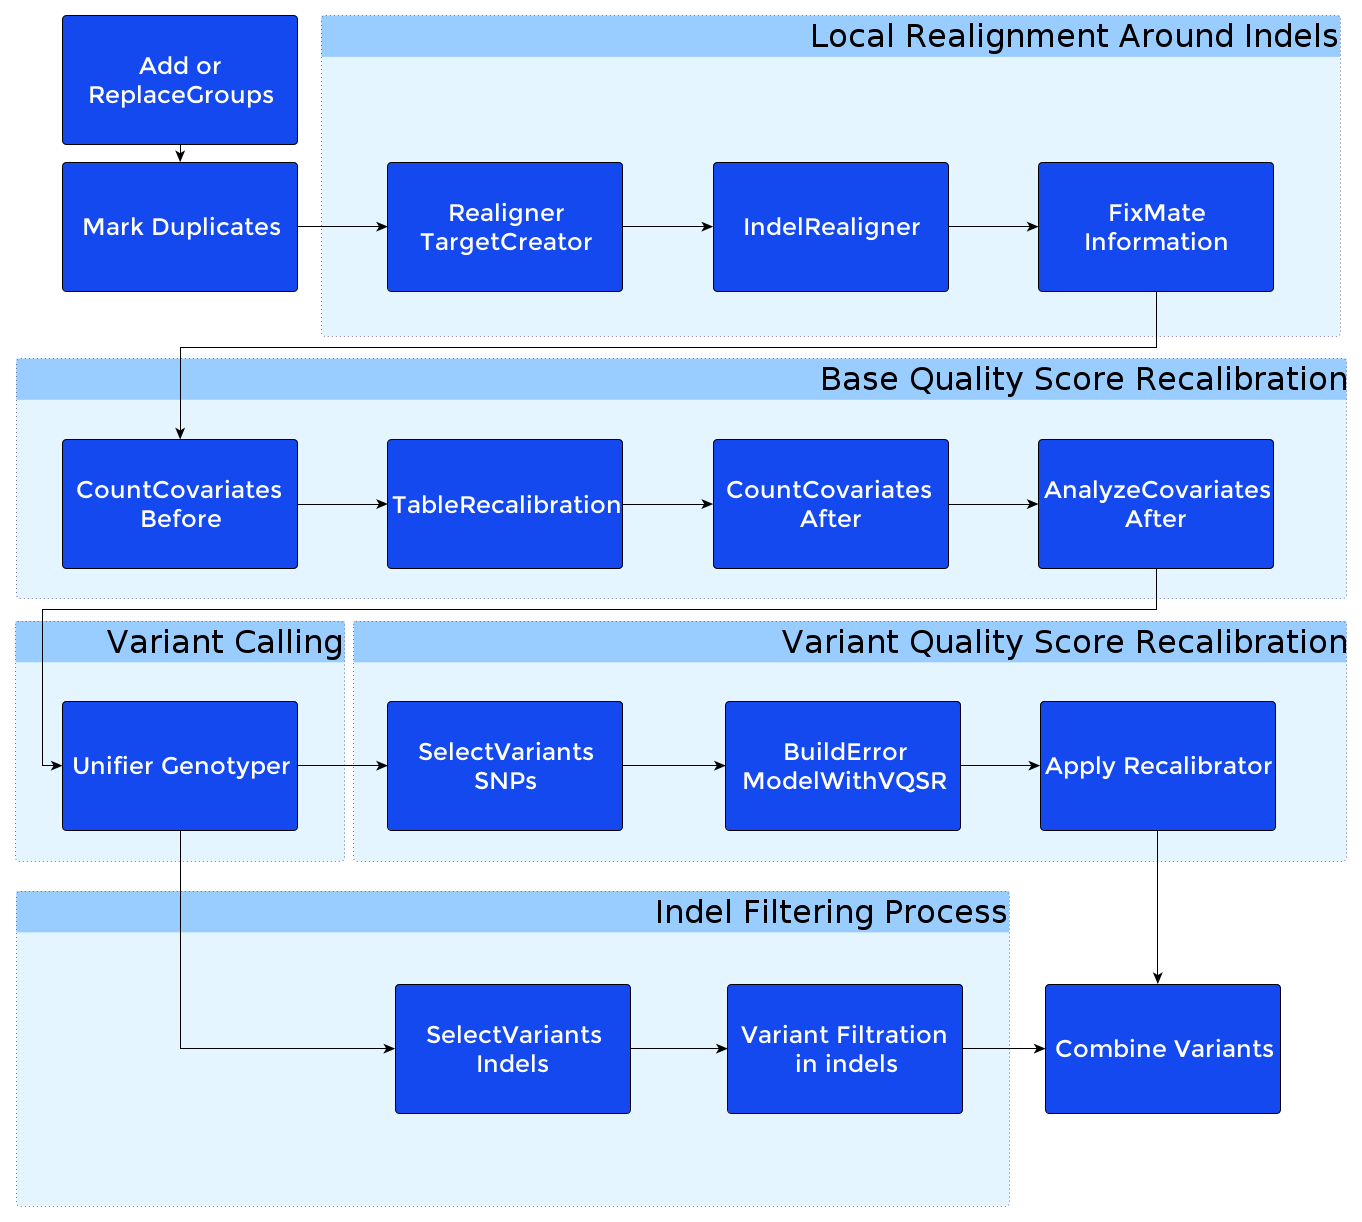 Local Realignment Around Indels
Add or
ReplaceGroups
Mark Duplicates
Realigner
TargetCreator
IndelRealigner
FixMate
Information
Base Quality Score Recalibration
CountCovariates
Before
TableRecalibration
CountCovariates
After
AnalyzeCovariates
After
Variant Calling
Variant Quality Score Recalibration
Unifier Genotyper
SelectVariants
SNPs
BuildError
ModelWithVQSR
Apply Recalibrator
Indel Filtering Process
SelectVariants
Indels
Variant Filtration
in indels
Combine Variants